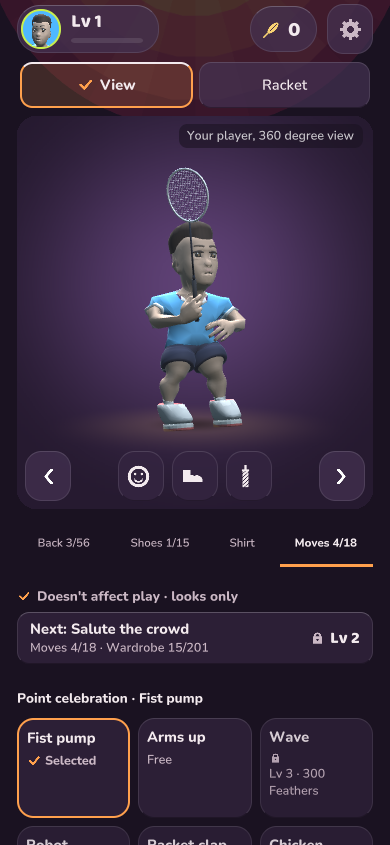 Lv 1
0
View
Racket
Your player, 360 degree view
Back 3/56
Shoes 1/15
Shirt
Moves 4/18
Doesn't affect play · looks only
Next: Salute the crowd
Moves 4/18 · Wardrobe 15/201
Lv 2
Point celebration · Fist pump
Fist pump
Selected
Arms up
Free
Wave
Lv 3 · 300
Feathers
Robot
Racket clap
Chicken